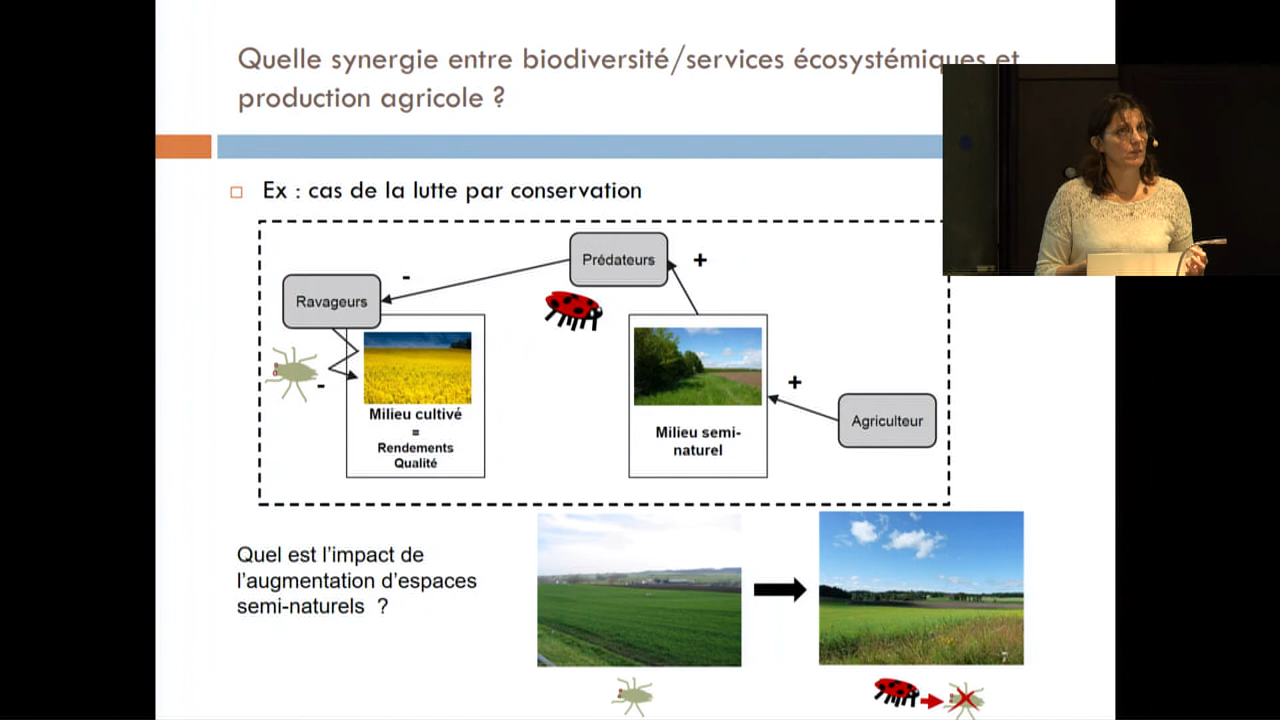 Quelle synergie entre biodiversité/services écosystémiques et
production agricole ?
Ex : cas de la lutte par conservation
Prédateurs
+
-
Ravageurs
-
Milieu cultivé
=
Rendements
Qualité
Milieu semi-
naturel
+
Agriculteur
Quel est l'impact de
l'augmentation d'espaces
semi-naturels ?
7